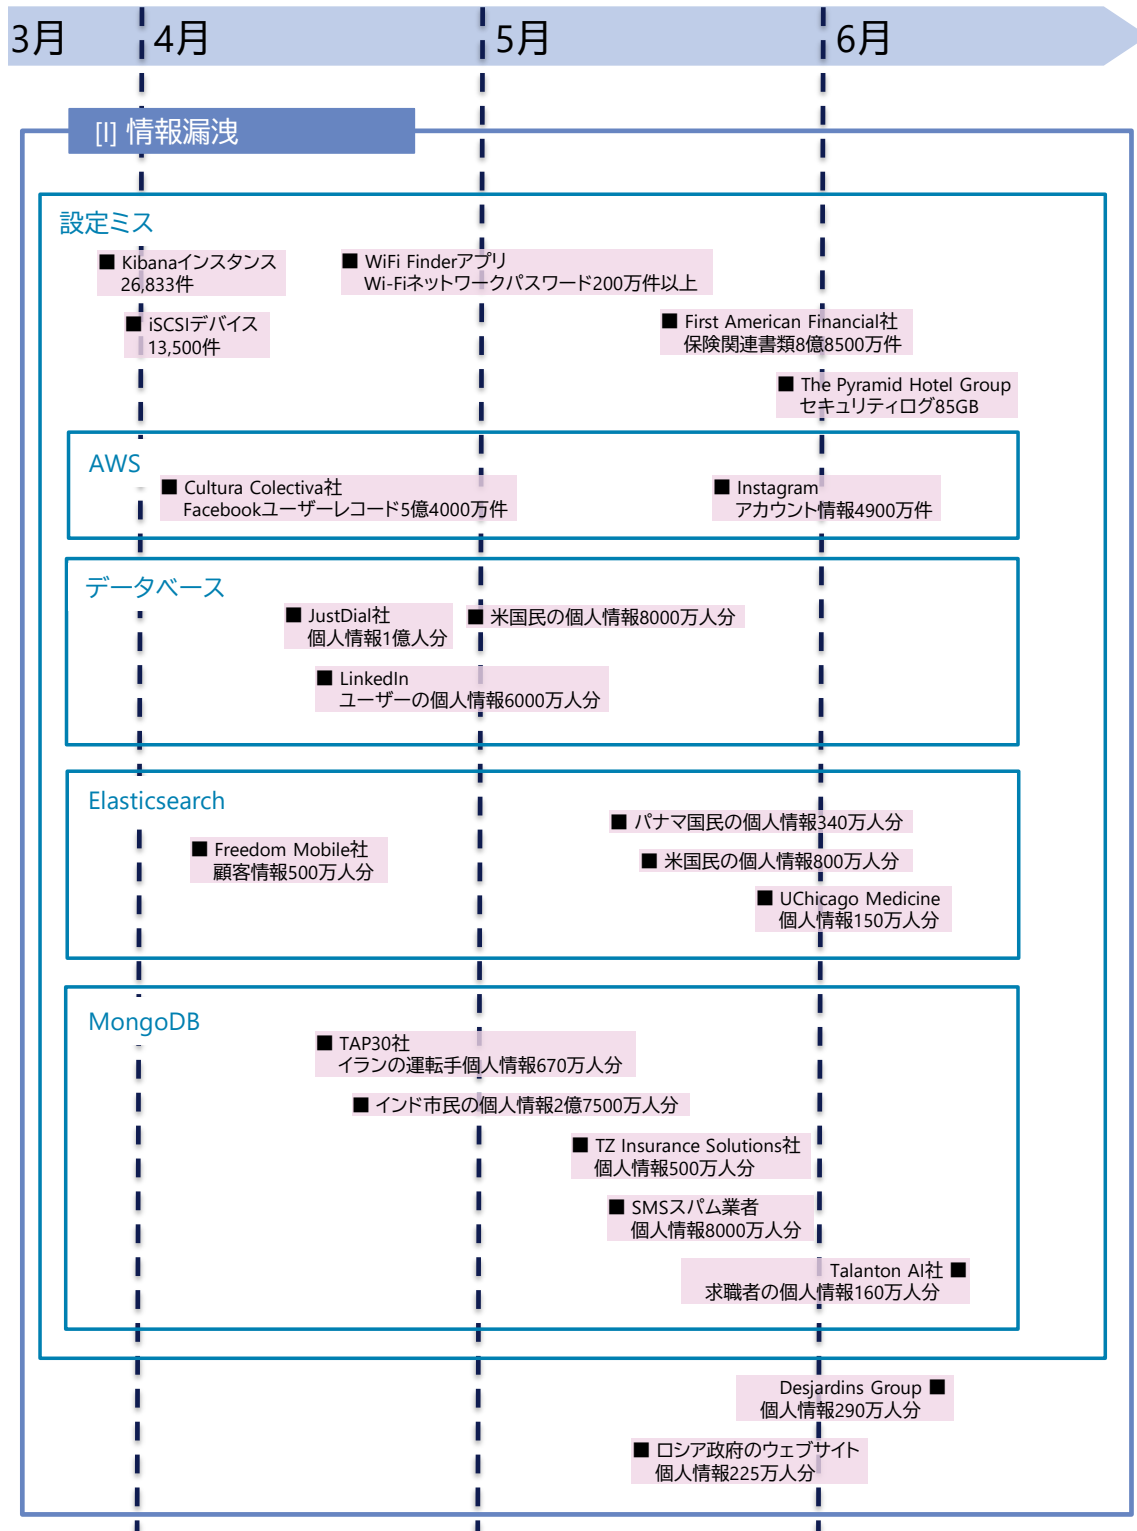 3月 4月 5月 6月
[I] 情報漏洩
設定ミス
■ Kibanaインスタンス
26,833件
■ WiFi Finderアプリ
Wi-Fiネットワークパスワード200万件以上
■ iSCSIデバイス
13,500件
■ First American Financial社
保険関連書類8億8500万件
■ The Pyramid Hotel Group
セキュリティログ85GB
AWS
■ Cultura Colectiva社
Facebookユーザーレコード5億4000万件
■ Instagram
アカウント情報4900万件
データベース
■ JustDial社
個人情報1億人分
■ 米国民の個人情報8000万人分
■ LinkedIn
ユーザーの個人情報6000万人分
Elasticsearch
■ パナマ国民の個人情報340万人分
■ Freedom Mobile社
顧客情報500万人分
■ 米国民の個人情報800万人分
■ UChicago Medicine
個人情報150万人分
MongoDB
■ TAP30社
イランの運転手個人情報670万人分
■ インド市民の個人情報2億7500万人分
■ TZ Insurance Solutions社
個人情報500万人分
■ SMSスパム業者
個人情報8000万人分
Talanton AI社 ■
求職者の個人情報160万人分
Desjardins Group ■
個人情報290万人分
■ ロシア政府のウェブサイト
個人情報225万人分